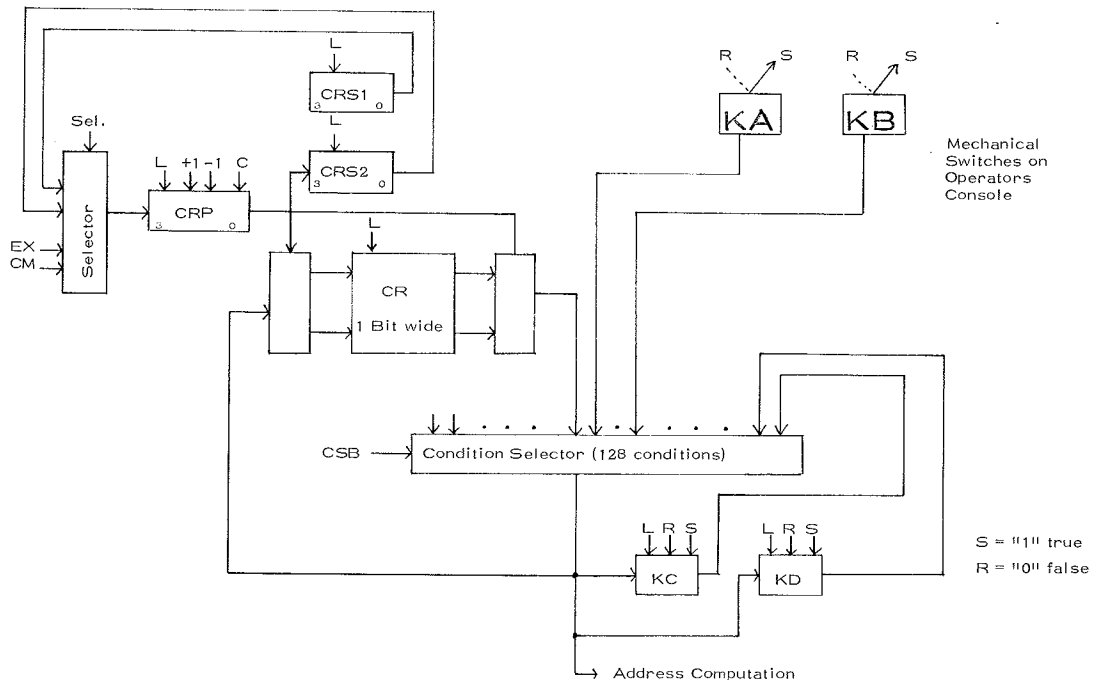 L
CRS1
3 0
L
CRS2
3 0
Sel.
Selector
EX
CM
L +1 -1 C
CRP
3 0
L
CR
1 Bit wide
R S
KA
R S
KB
Mechanical
Switches on
Operators
Console
CSB
Condition Selector (128 conditions)
L R S
KC
L R S
KD
S = "1" true
R = "0" false
Address Computation